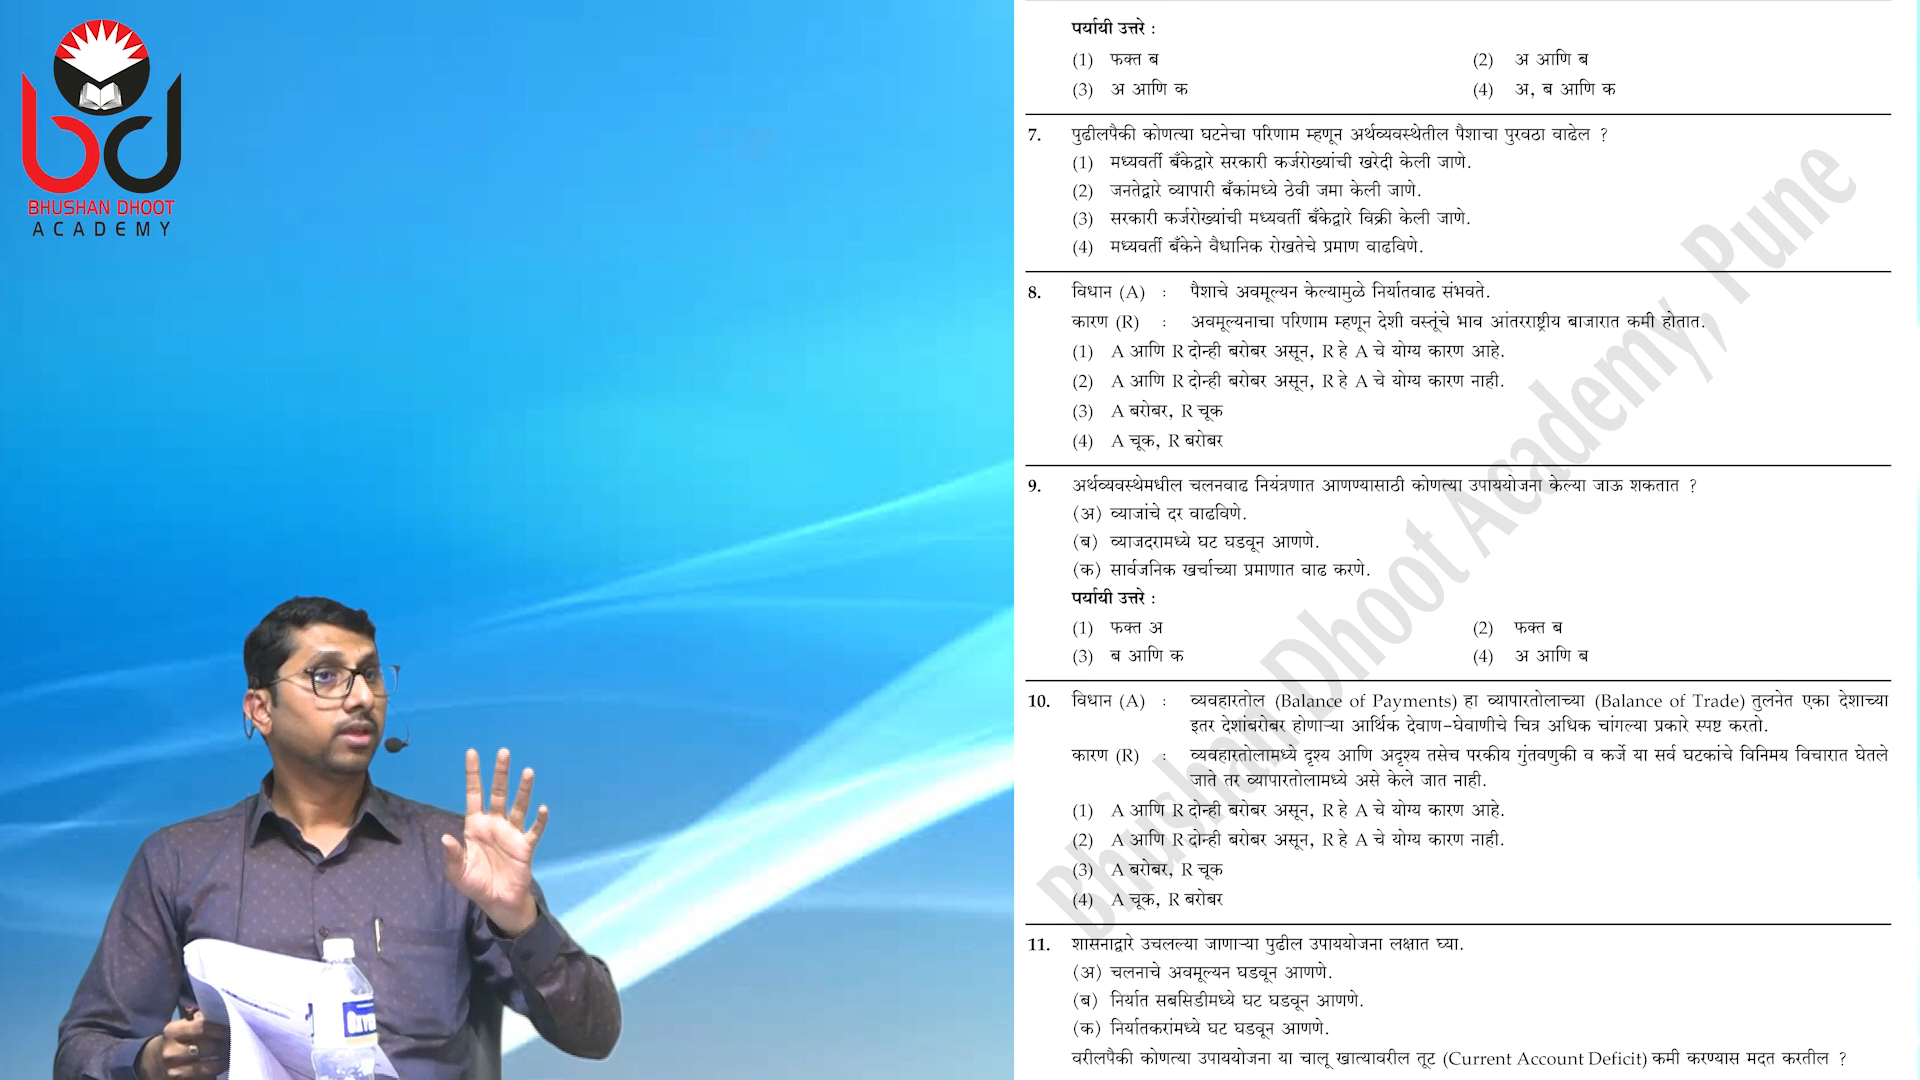 BHUSHAN DHOOT
ACADEMY
पर्यायी उत्तरे :
(1) फक्त ब (2) अ आणि ब
(3) अ आणि क (4) अ, ब आणि क
7. पुढीलपैकी कोणत्या घटनेचा परिणाम म्हणून अर्थव्यवस्थेतील पैशाचा पुरवठा वाढेल ?
(1) मध्यवर्ती बँकेद्वारे सरकारी कर्जरोख्यांची खरेदी केली जाणे.
(2) जनतेद्वारे व्यापारी बँकांमध्ये ठेवी जमा केली जाणे.
(3) सरकारी कर्जरोख्यांची मध्यवर्ती बँकेद्वारे विक्री केली जाणे.
(4) मध्यवर्ती बँकेने वैधानिक रोखतेचे प्रमाण वाढविणे.
8. विधान (A) : पैशाचे अवमूल्यन केल्यामुळे निर्यातवाढ संभवते.
कारण (R) : अवमूल्यनाचा परिणाम म्हणून देशी वस्तूंचे भाव आंतरराष्ट्रीय बाजारात कमी होतात.
(1) A आणि R दोन्ही बरोबर असून, R हे A चे योग्य कारण आहे.
(2) A आणि R दोन्ही बरोबर असून, R हे A चे योग्य कारण नाही.
(3) A बरोबर, R चूक
(4) A चूक, R बरोबर
9. अर्थव्यवस्थेमधील चलनवाढ नियंत्रणात आणण्यासाठी कोणत्या उपाययोजना केल्या जाऊ शकतात ?
(अ) व्याजांचे दर वाढविणे.
(ब) व्याजदरामध्ये घट घडवून आणणे.
(क) सार्वजनिक खर्चाच्या प्रमाणात वाढ करणे.
पर्यायी उत्तरे :
(1) फक्त अ (2) फक्त ब
(3) ब आणि क (4) अ आणि ब
10. विधान (A) : व्यवहारतोल (Balance of Payments) हा व्यापारतोलाच्या (Balance of Trade) तुलनेत एका देशाच्या
इतर देशांबरोबर होणाऱ्या आर्थिक देवाण-घेवाणीचे चित्र अधिक चांगल्या प्रकारे स्पष्ट करतो.
कारण (R) : व्यवहारतोलामध्ये दृश्य आणि अदृश्य तसेच परकीय गुंतवणुकी व कर्जे या सर्व घटकांचे विनिमय विचारात घेतले
जाते तर व्यापारतोलामध्ये असे केले जात नाही.
(1) A आणि R दोन्ही बरोबर असून, R हे A चे योग्य कारण आहे.
(2) A आणि R दोन्ही बरोबर असून, R हे A चे योग्य कारण नाही.
(3) A बरोबर, R चूक
(4) A चूक, R बरोबर
11. शासनाद्वारे उचलल्या जाणाऱ्या पुढील उपाययोजना लक्षात घ्या.
(अ) चलनाचे अवमूल्यन घडवून आणणे.
(ब) निर्यात सबसिडीमध्ये घट घडवून आणणे.
(क) निर्यातकरांमध्ये घट घडवून आणणे.
वरीलपैकी कोणत्या उपाययोजना या चालू खात्यावरील तूट (Current Account Deficit) कमी करण्यास मदत करतील ?
Bhushan Dhoot Academy, Pune